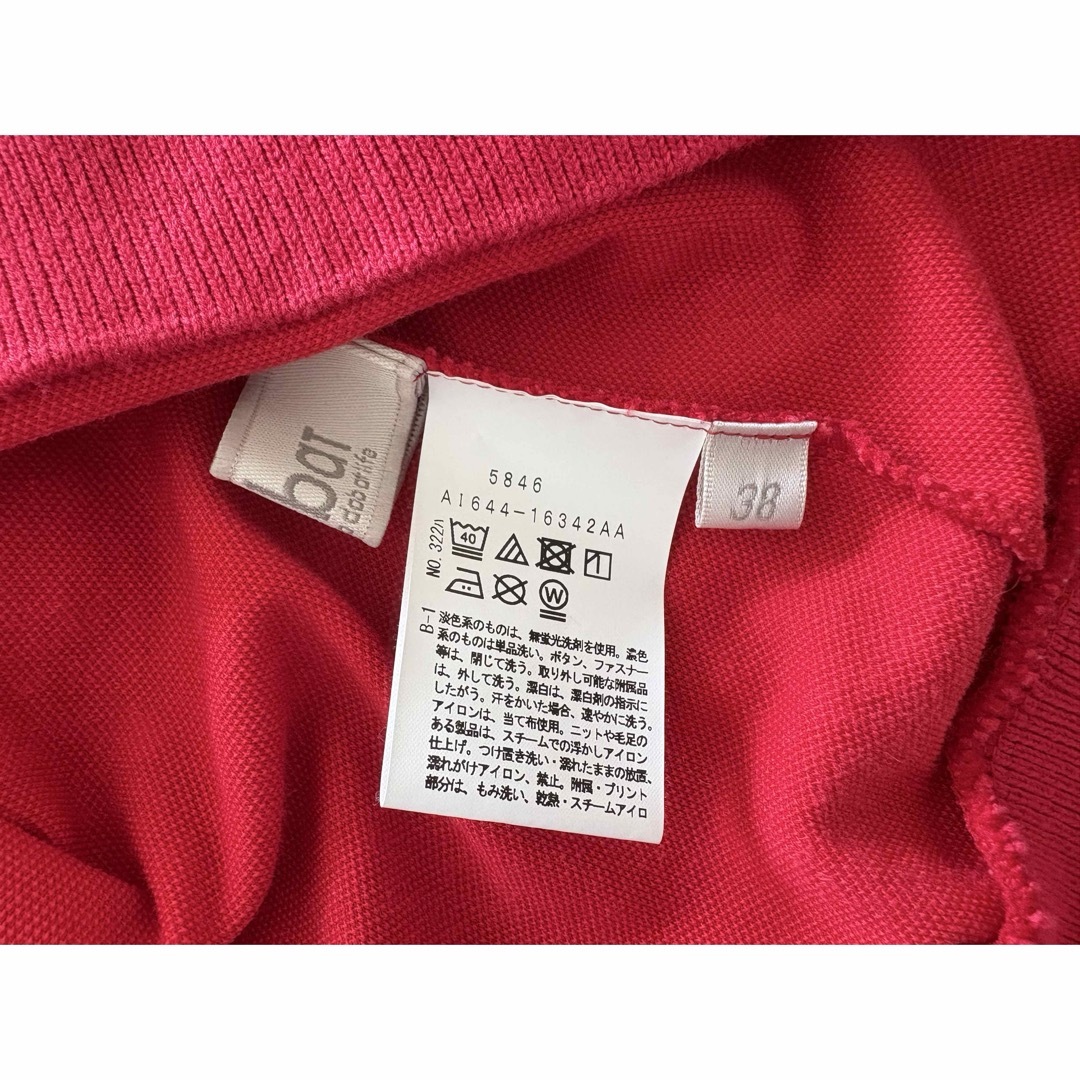 bat
dabatlife
5846
AI644-16342AA
NO. 322ハ
40
W
B-1
淡色系のものは、無蛍光洗剤を使用。濃色
系のものは単品洗い。ボタン、ファスナー
等は、閉じて洗う。取り外し可能な附属品
は、外して洗う。漂白は、漂白剤の指示に
したがう。汗をかいた場合、速やかに洗う。
アイロンは、当て布使用。ニットや毛足の
ある製品は、スチームでの浮かしアイロン
仕上げ。つけ置き洗い・濡れたままの放置、
濡れがけアイロン、禁止。附属・プリント
部分は、もみ洗い、乾熱・スチームアイロ
38